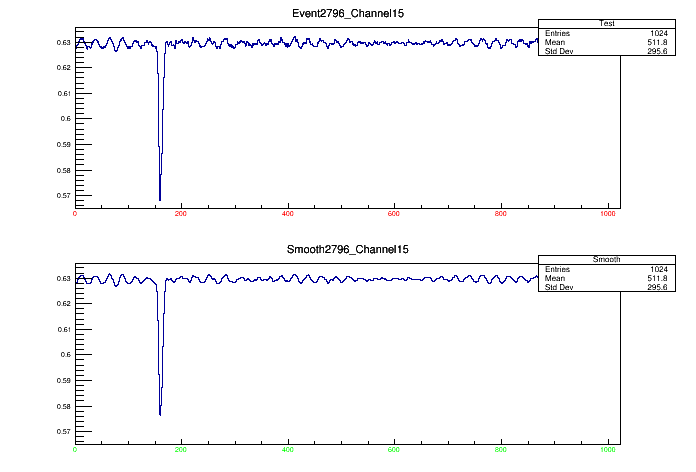 Event2796_Channel15
Test
Entries 1024
Mean 511.8
Std Dev 295.6
0.63
0.62
0.61
0.6
0.59
0.58
0.57
0 200 400 600 800 1000
Smooth2796_Channel15
Smooth
Entries 1024
Mean 511.8
Std Dev 295.6
0.63
0.62
0.61
0.6
0.59
0.58
0.57
0 200 400 600 800 1000